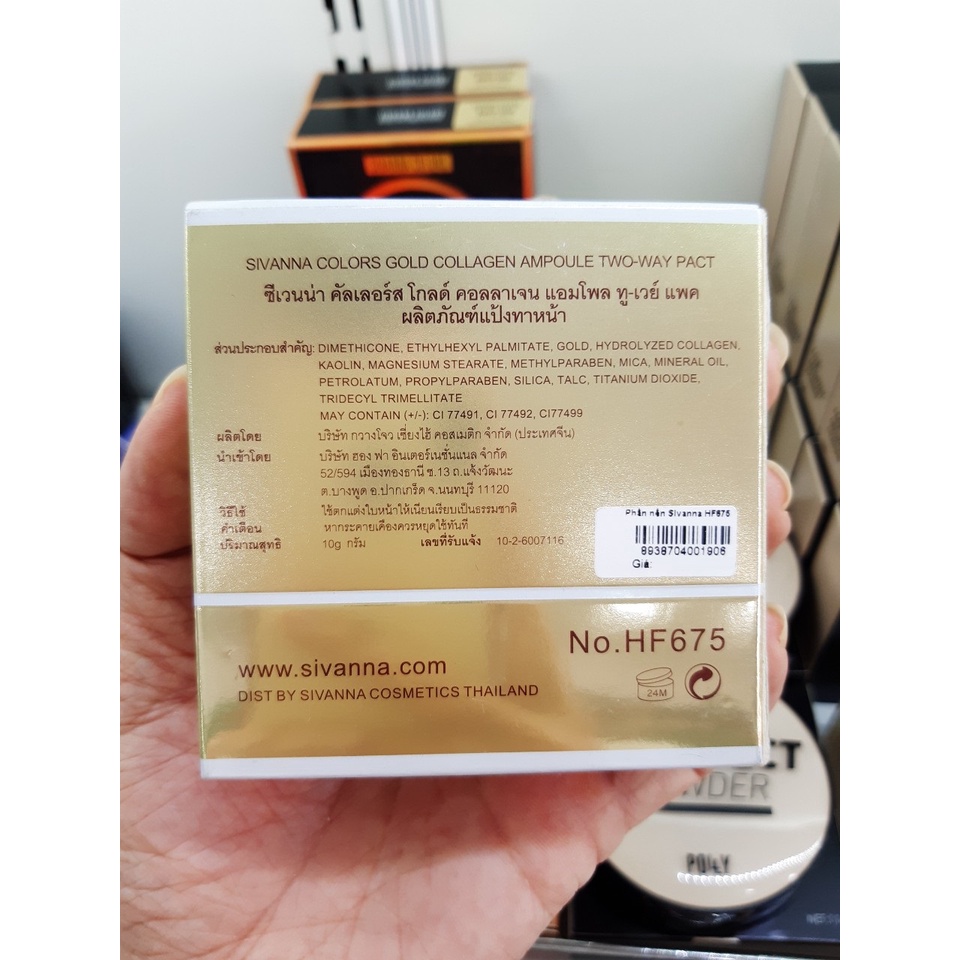 SIVANNA COLORS GOLD COLLAGEN AMPOULE TWO-WAY PACT
ซีเวนน่า คัลเลอร์ส โกลด์ คอลลาเจน แอมโพล ทู-เวย์ แพค
ผลิตภัณฑ์แป้งทาหน้า
ส่วนประกอบสำคัญ: DIMETHICONE, ETHYLHEXYL PALMITATE, GOLD, HYDROLYZED COLLAGEN,
KAOLIN, MAGNESIUM STEARATE, METHYLPARABEN, MICA, MINERAL OIL,
PETROLATUM, PROPYLPARABEN, SILICA, TALC, TITANIUM DIOXIDE,
TRIDECYL TRIMELLITATE
MAY CONTAIN (+/-): CI 77491, CI 77492, CI77499
ผลิตโดย บริษัท กวางโจว เซี่ยงไฮ้ คอสเมติก จำกัด (ประเทศจีน)
นำเข้าโดย บริษัท ฮอง ฟา อินเตอร์เนชั่นแนล จำกัด
52/594 เมืองทองธานี ซ.13 ถ.แจ้งวัฒนะ
ต.บางพูด อ.ปากเกร็ด จ.นนทบุรี 11120
วิธีใช้ ใช้ตกแต่งใบหน้าให้เนียนเรียบเป็นธรรมชาติ
คำเตือน หากระคายเคืองควรหยุดใช้ทันที
ปริมาณสุทธิ 10g กรัม เลขที่รับแจ้ง 10-2-6007116
Phấn nén Sivanna HF675
8938704001906
Giá:
No.HF675
www.sivanna.com
DIST BY SIVANNA COSMETICS THAILAND
24M
CT
WDER